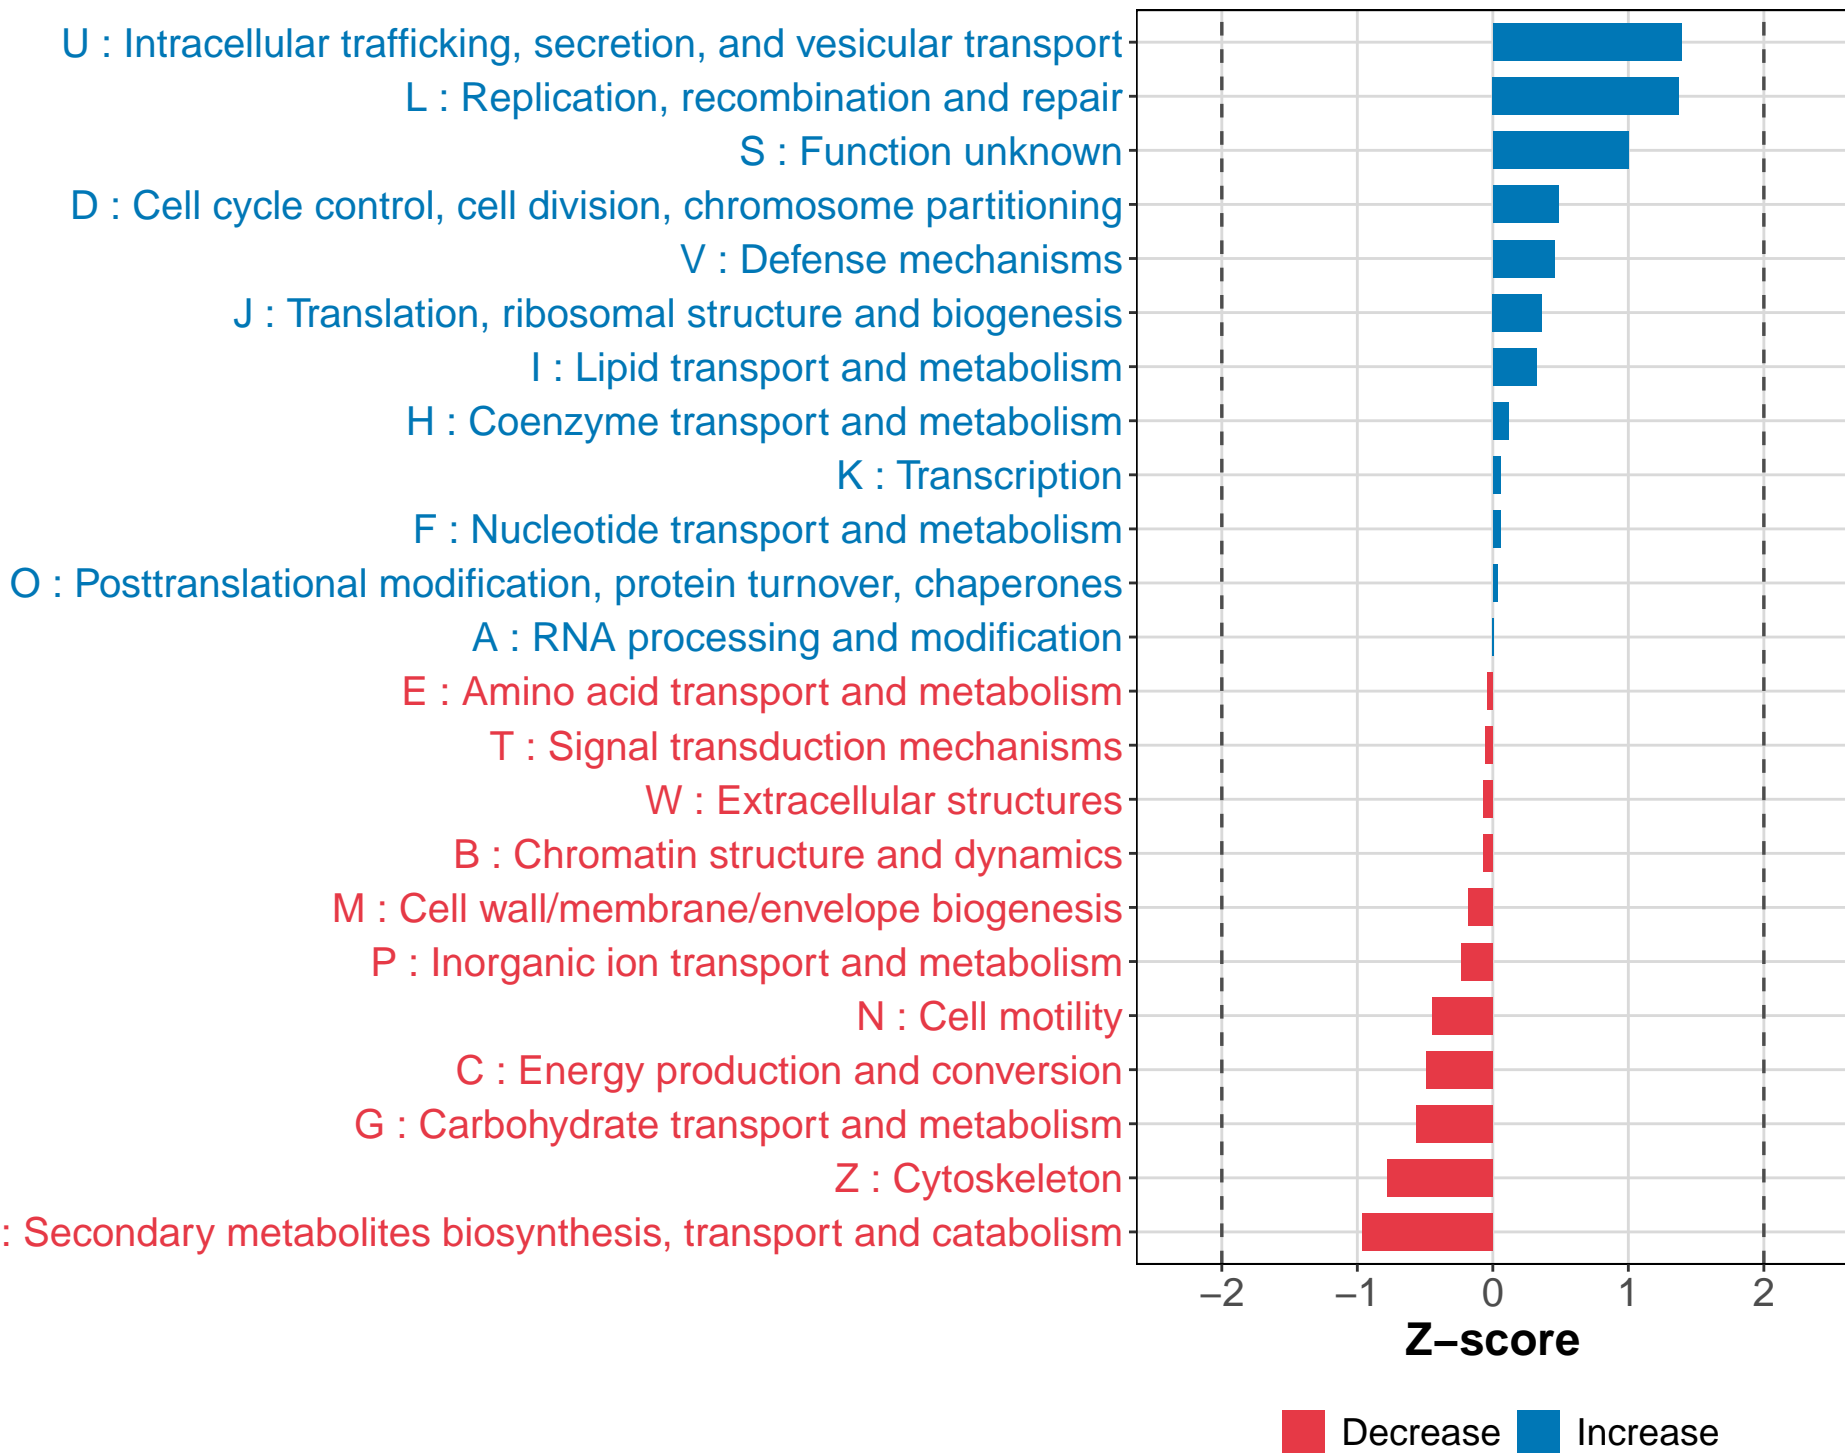 U : Intracellular trafficking, secretion, and vesicular transport
L : Replication, recombination and repair
S : Function unknown
D : Cell cycle control, cell division, chromosome partitioning
V : Defense mechanisms
J : Translation, ribosomal structure and biogenesis
I : Lipid transport and metabolism
H : Coenzyme transport and metabolism
K : Transcription
F : Nucleotide transport and metabolism
O : Posttranslational modification, protein turnover, chaperones
A : RNA processing and modification
E : Amino acid transport and metabolism
T : Signal transduction mechanisms
W : Extracellular structures
B : Chromatin structure and dynamics
M : Cell wall/membrane/envelope biogenesis
P : Inorganic ion transport and metabolism
N : Cell motility
C : Energy production and conversion
G : Carbohydrate transport and metabolism
Z : Cytoskeleton
: Secondary metabolites biosynthesis, transport and catabolism
−2 −1 0 1 2
Z−score
Decrease Increase